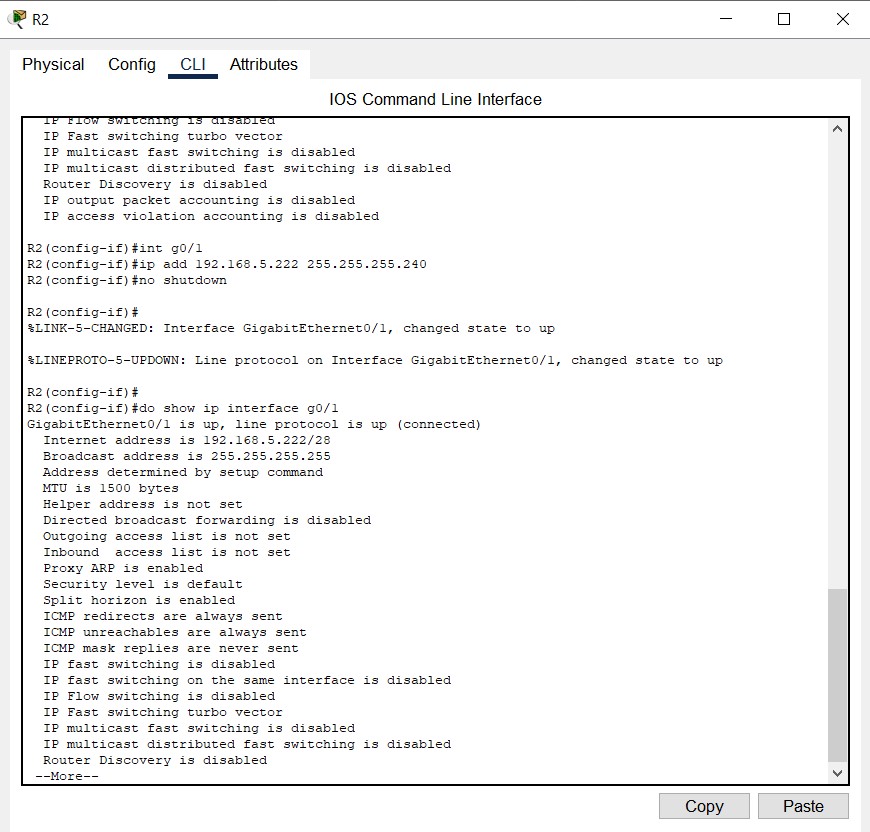 R2
Physical Config CLI Attributes
IOS Command Line Interface
IP Flow switching is disabled
IP Fast switching turbo vector
IP multicast fast switching is disabled
IP multicast distributed fast switching is disabled
Router Discovery is disabled
IP output packet accounting is disabled
IP access violation accounting is disabled
R2(config-if)#int g0/1
R2(config-if)#ip add 192.168.5.222 255.255.255.240
R2(config-if)#no shutdown
R2(config-if)#
%LINK-5-CHANGED: Interface GigabitEthernet0/1, changed state to up
%LINEPROTO-5-UPDOWN: Line protocol on Interface GigabitEthernet0/1, changed state to up
R2(config-if)#
R2(config-if)#do show ip interface g0/1
GigabitEthernet0/1 is up, line protocol is up (connected)
Internet address is 192.168.5.222/28
Broadcast address is 255.255.255.255
Address determined by setup command
MTU is 1500 bytes
Helper address is not set
Directed broadcast forwarding is disabled
Outgoing access list is not set
Inbound  access list is not set
Proxy ARP is enabled
Security level is default
Split horizon is enabled
ICMP redirects are always sent
ICMP unreachables are always sent
ICMP mask replies are never sent
IP fast switching is disabled
IP fast switching on the same interface is disabled
IP Flow switching is disabled
IP Fast switching turbo vector
IP multicast fast switching is disabled
IP multicast distributed fast switching is disabled
Router Discovery is disabled
--More--
Copy Paste